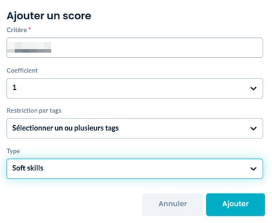 Ajouter un score
Critère *
Coefficient
1
Restriction par tags
Sélectionner un ou plusieurs tags
Type
Soft skills
Annuler Ajouter